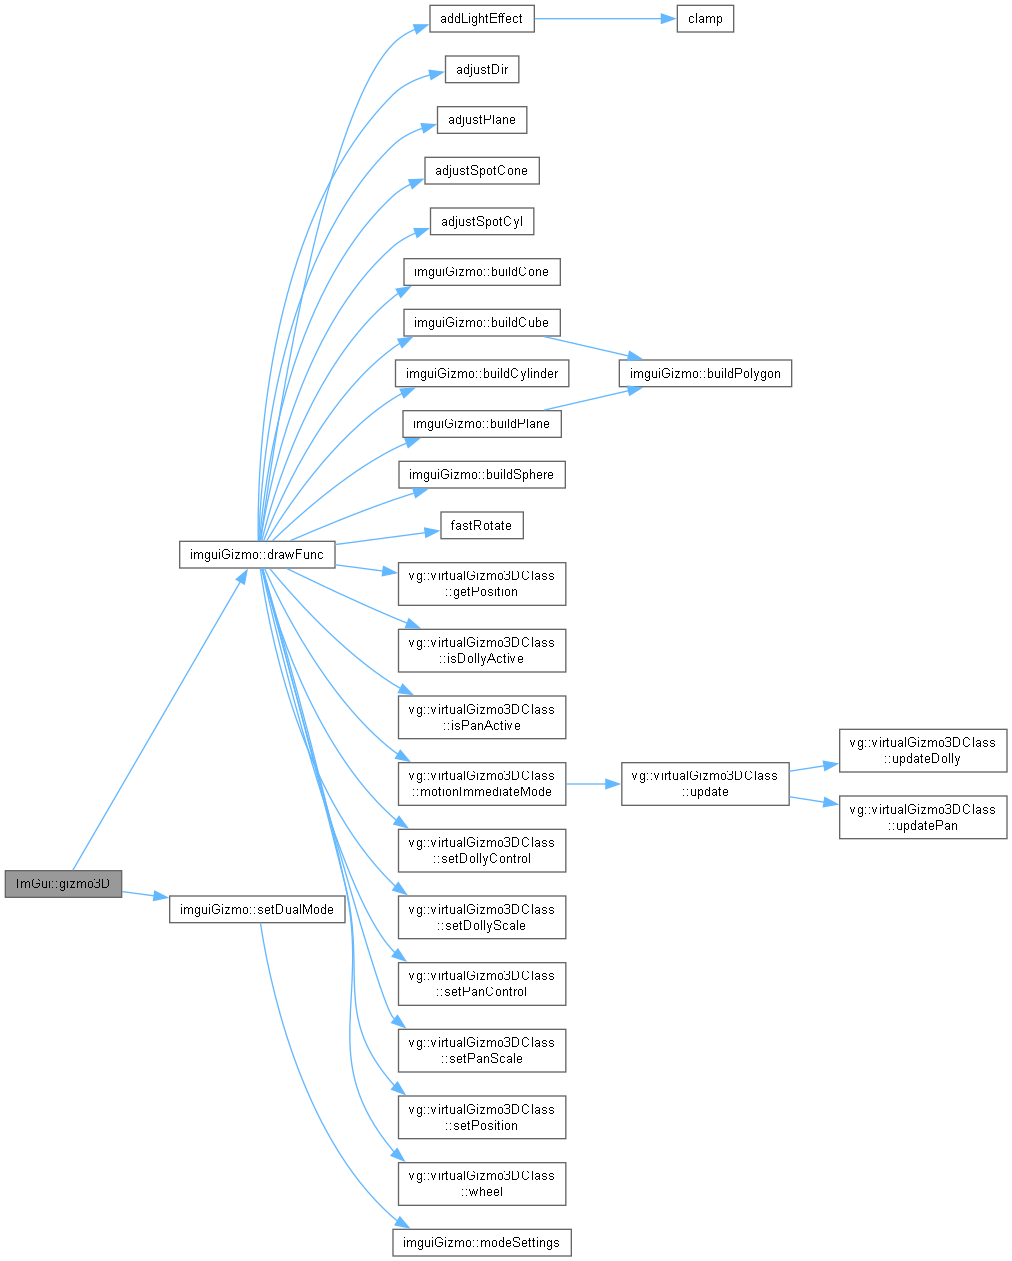 addLightEffect
clamp
adjustDir
adjustPlane
adjustSpotCone
adjustSpotCyl
imguiGizmo::buildCone
imguiGizmo::buildCube
imguiGizmo::buildCylinder
imguiGizmo::buildPolygon
imguiGizmo::buildPlane
imguiGizmo::buildSphere
fastRotate
imguiGizmo::drawFunc
vg::virtualGizmo3DClass
::getPosition
vg::virtualGizmo3DClass
::isDollyActive
vg::virtualGizmo3DClass
::isPanActive
vg::virtualGizmo3DClass
::motionImmediateMode
vg::virtualGizmo3DClass
::update
vg::virtualGizmo3DClass
::updateDolly
vg::virtualGizmo3DClass
::updatePan
vg::virtualGizmo3DClass
::setDollyControl
ImGui::gizmo3D
imguiGizmo::setDualMode
vg::virtualGizmo3DClass
::setDollyScale
vg::virtualGizmo3DClass
::setPanControl
vg::virtualGizmo3DClass
::setPanScale
vg::virtualGizmo3DClass
::setPosition
vg::virtualGizmo3DClass
::wheel
imguiGizmo::modeSettings